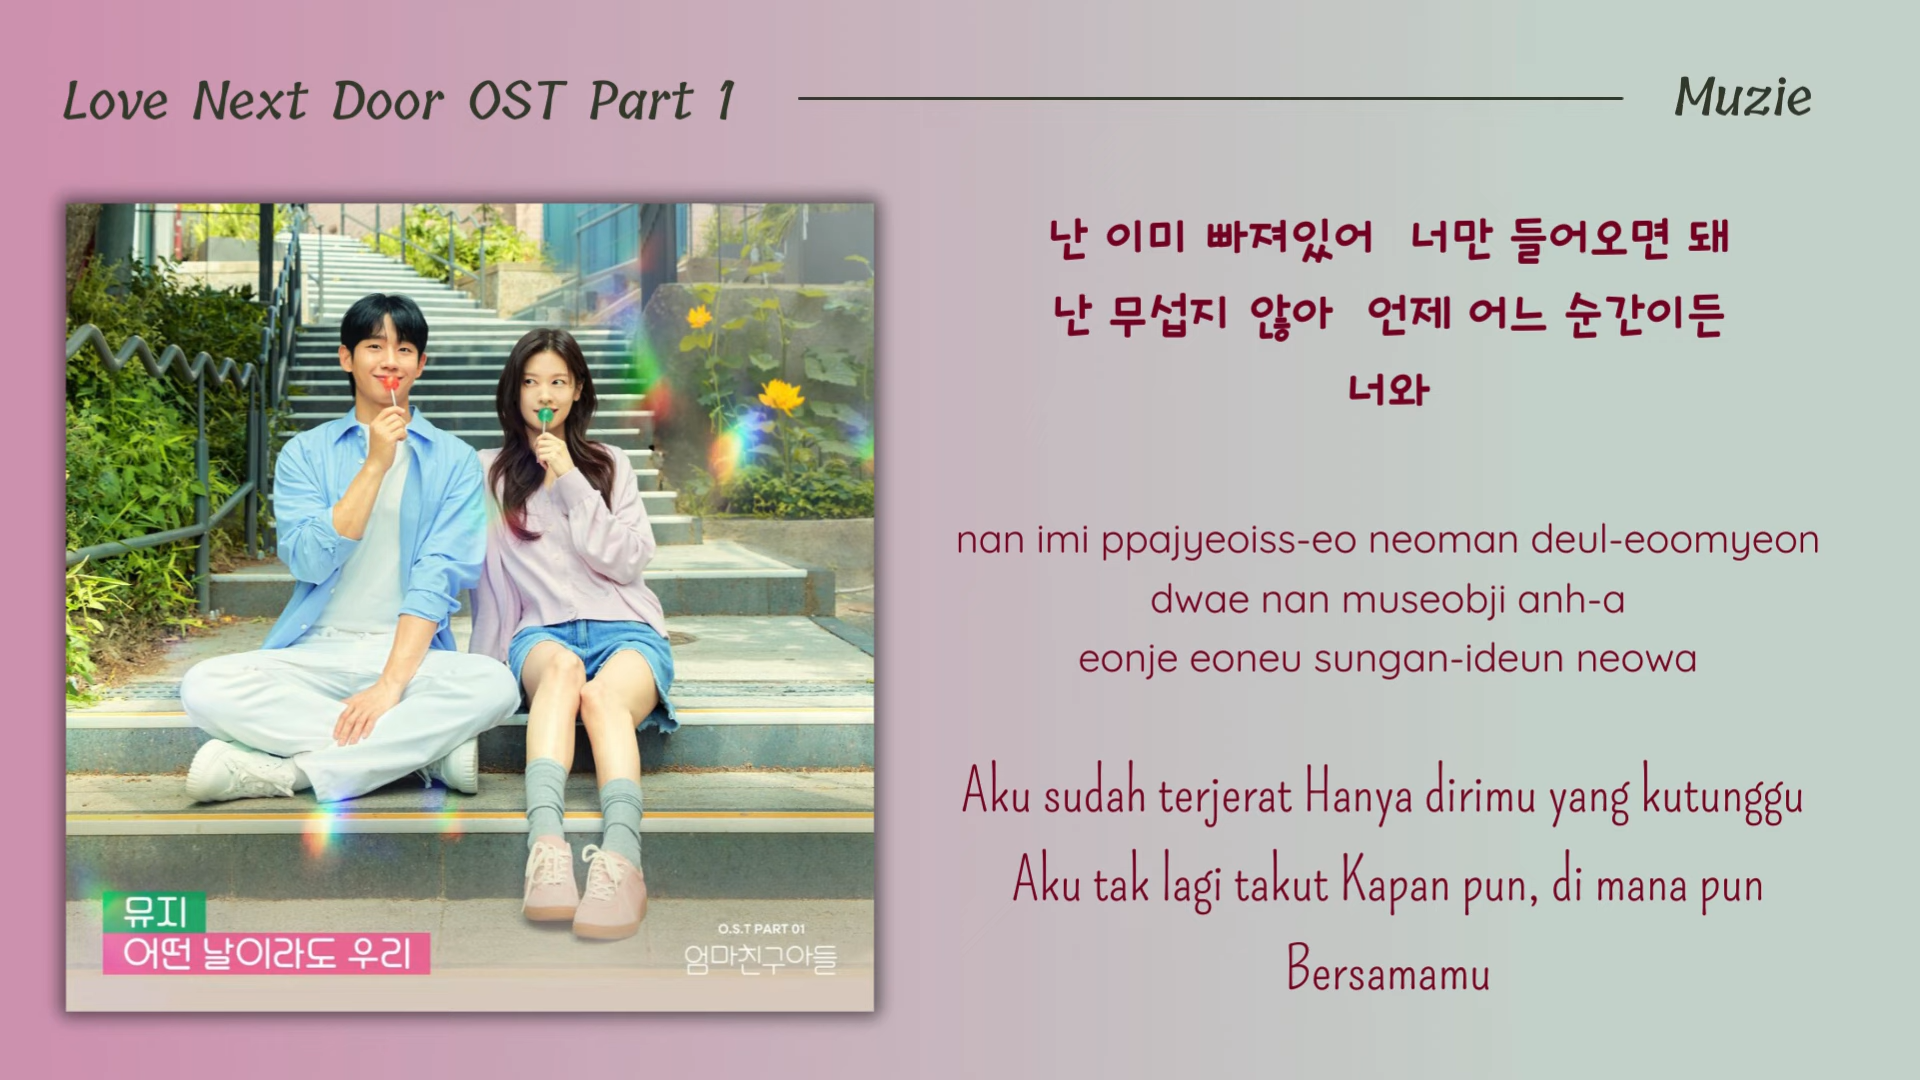 Love Next Door OST Part 1
Muzie
난 이미 빠져있어 너만 들어오면 돼
난 무섭지 않아 언제 어느 순간이든
너와
nan imi ppajyeoiss-eo neoman deul-eoomyeon
dwae nan museobji anh-a
eonje eoneu sungan-ideun neowa
Aku sudah terjerat Hanya dirimu yang kutunggu
Aku tak lagi takut Kapan pun, di mana pun
Bersamamu
뮤지
어떤 날이라도 우리
O.S.T PART 01
엄마친구아들